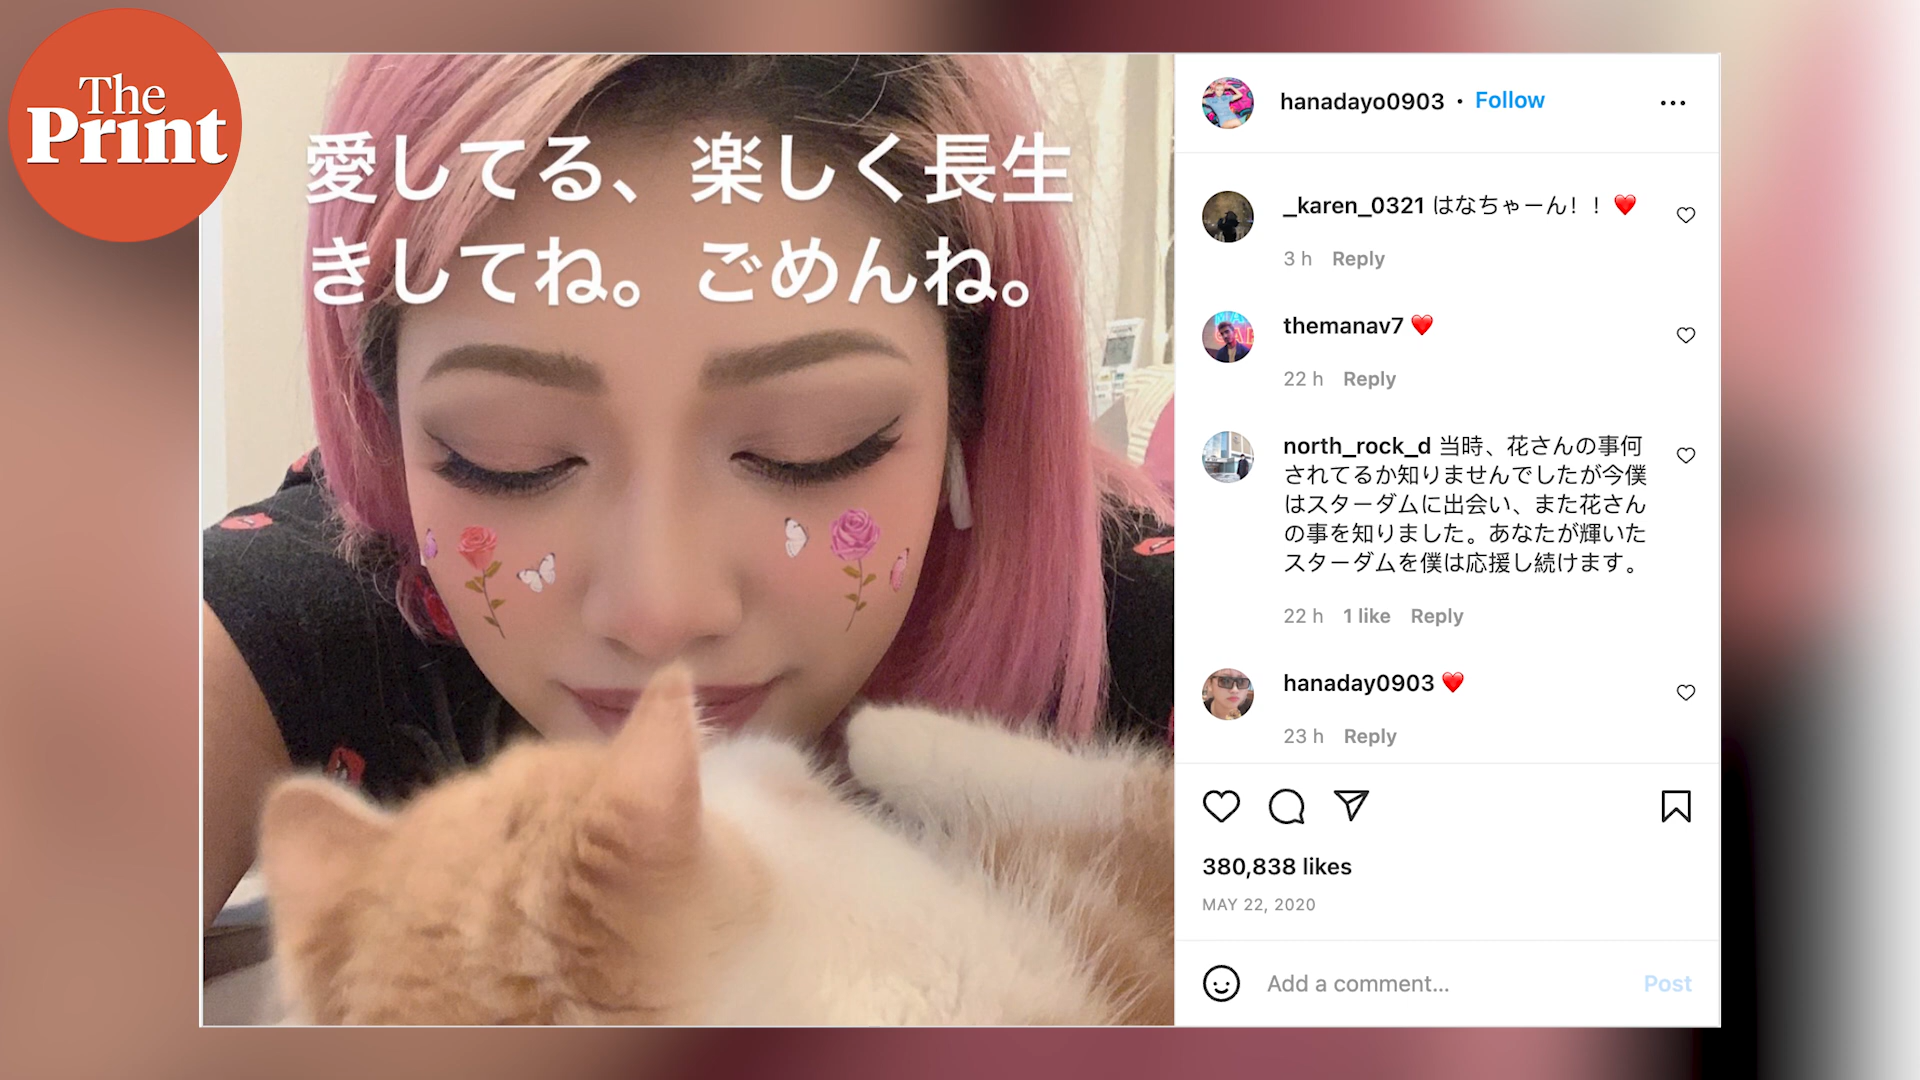 The
Print
愛してる、楽しく長生
きしてね。ごめんね。
hanadayo0903 • Follow
_karen_0321 はなちゃーん！！ ❤️
3 h Reply
themanav7 ❤️
22 h Reply
north_rock_d 当時、花さんの事何
されてるか知りませんでしたが今僕
はスターダムに出会い、また花さん
の事を知りました。あなたが輝いた
スターダムを僕は応援し続けます。
22 h 1 like Reply
hanaday0903 ❤️
23 h Reply
380,838 likes
MAY 22, 2020
Add a comment...
Post